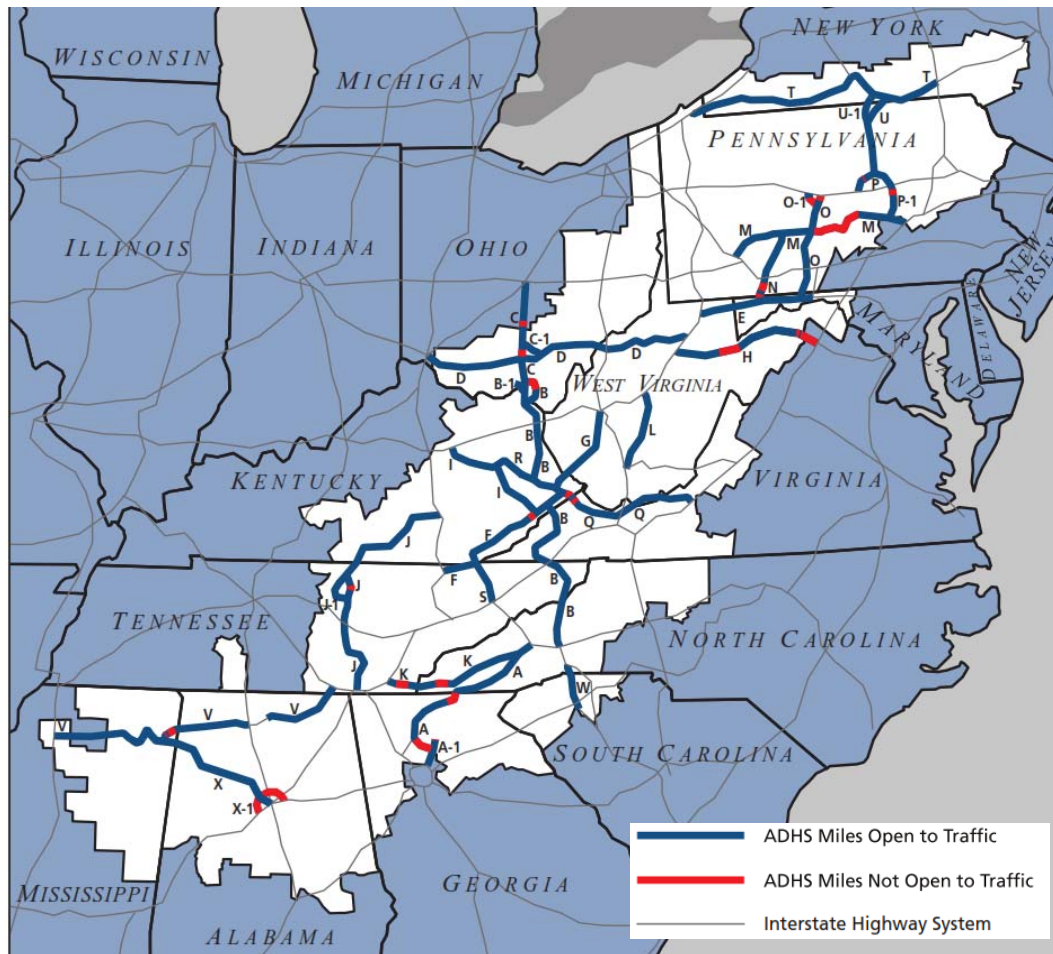 NEW YORK
WISCONSIN
MICHIGAN
T
T
U
U-1
PENNSYLVANIA
P
O-1
O
P-1
M
M
M
ILLINOIS
INDIANA
OHIO
O
N
NEW JERSEY
E
DELAWARE
MARYLAND
C
C-1
D
D
H
D
C
WEST VIRGINIA
B-1
B
B
G
L
R
I
B
KENTUCKY
VIRGINIA
I
B
Q
Q
F
J
F
B
S
J
J-1
B
TENNESSEE
NORTH CAROLINA
J
K
K
A
W
V
V
V
A
A-1
SOUTH CAROLINA
X
X-1
ADHS Miles Open to Traffic
ADHS Miles Not Open to Traffic
Interstate Highway System
MISSISSIPPI
GEORGIA
ALABAMA